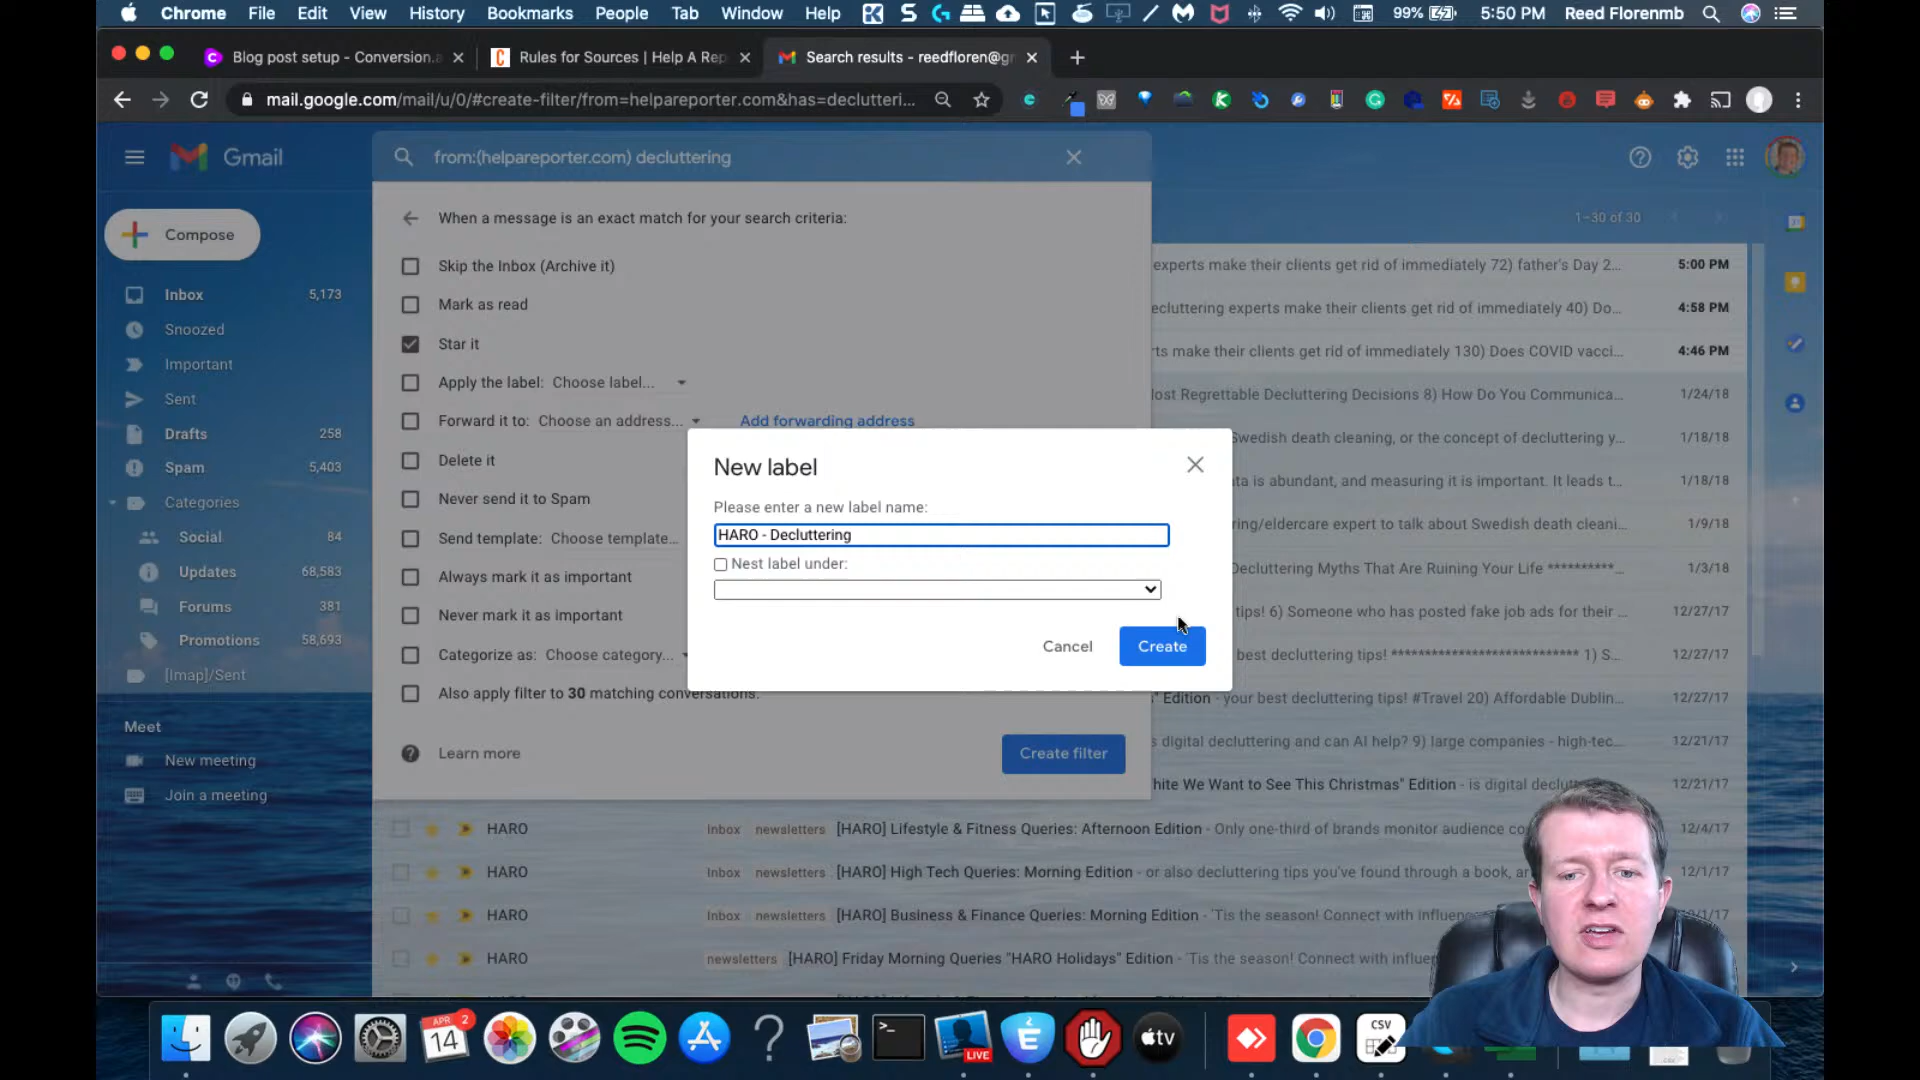 Chrome File Edit View History Bookmarks People Tab Window Help 99% 5:50 PM Reed Florenmb
Blog post setup - Conversion.a
Rules for Sources | Help A Rep
Search results - reedfloren@gm
mail.google.com/mail/u/0/#create-filter/from=helpareporter.com&has=declutteri...
Gmail
from:(helpareporter.com) decluttering
Compose
When a message is an exact match for your search criteria:
1–30 of 30
Skip the Inbox (Archive it)
Mark as read
Star it
Apply the label: Choose label...
Forward it to: Choose an address... Add forwarding address
Delete it
Never send it to Spam
Send template: Choose template...
Always mark it as important
Never mark it as important
Categorize as: Choose category...
Also apply filter to 30 matching conversations.
Learn more
Create filter
Inbox 5,173
Snoozed
Important
Sent
Drafts 258
Spam 5,403
Categories
Social 84
Updates 68,583
Forums 381
Promotions 58,693
[Imap]/Sent
Meet
New meeting
Join a meeting
New label
Please enter a new label name:
HARO - Decluttering
Nest label under:
Cancel
Create
experts make their clients get rid of immediately 72) father's Day 2... 5:00 PM
ecluttering experts make their clients get rid of immediately 40) Do... 4:58 PM
rts make their clients get rid of immediately 130) Does COVID vacci... 4:46 PM
ost Regrettable Decluttering Decisions 8) How Do You Communica... 1/24/18
Swedish death cleaning, or the concept of decluttering y... 1/18/18
ta is abundant, and measuring it is important. It leads t... 1/18/18
ring/eldercare expert to talk about Swedish death cleani... 1/9/18
Decluttering Myths That Are Ruining Your Life **********... 1/3/18
tips! 6) Someone who has posted fake job ads for their ... 12/27/17
best decluttering tips! **************************** 1) S... 12/27/17
" Edition - your best decluttering tips! #Travel 20) Affordable Dublin... 12/27/17
s digital decluttering and can AI help? 9) large companies - high-tec... 12/21/17
hite We Want to See This Christmas" Edition - is digital declut 12/21/17
HARO Inbox newsletters [HARO] Lifestyle & Fitness Queries: Afternoon Edition - Only one-third of brands monitor audience co 12/4/17
HARO Inbox newsletters [HARO] High Tech Queries: Morning Edition - or also decluttering tips you've found through a book, ar 12/1/17
HARO Inbox newsletters [HARO] Business & Finance Queries: Morning Edition - 'Tis the season! Connect with influenc /1/17
HARO newsletters [HARO] Friday Morning Queries "HARO Holidays" Edition - 'Tis the season! Connect with influen
APR
14
2
LIVE
tv
CSV